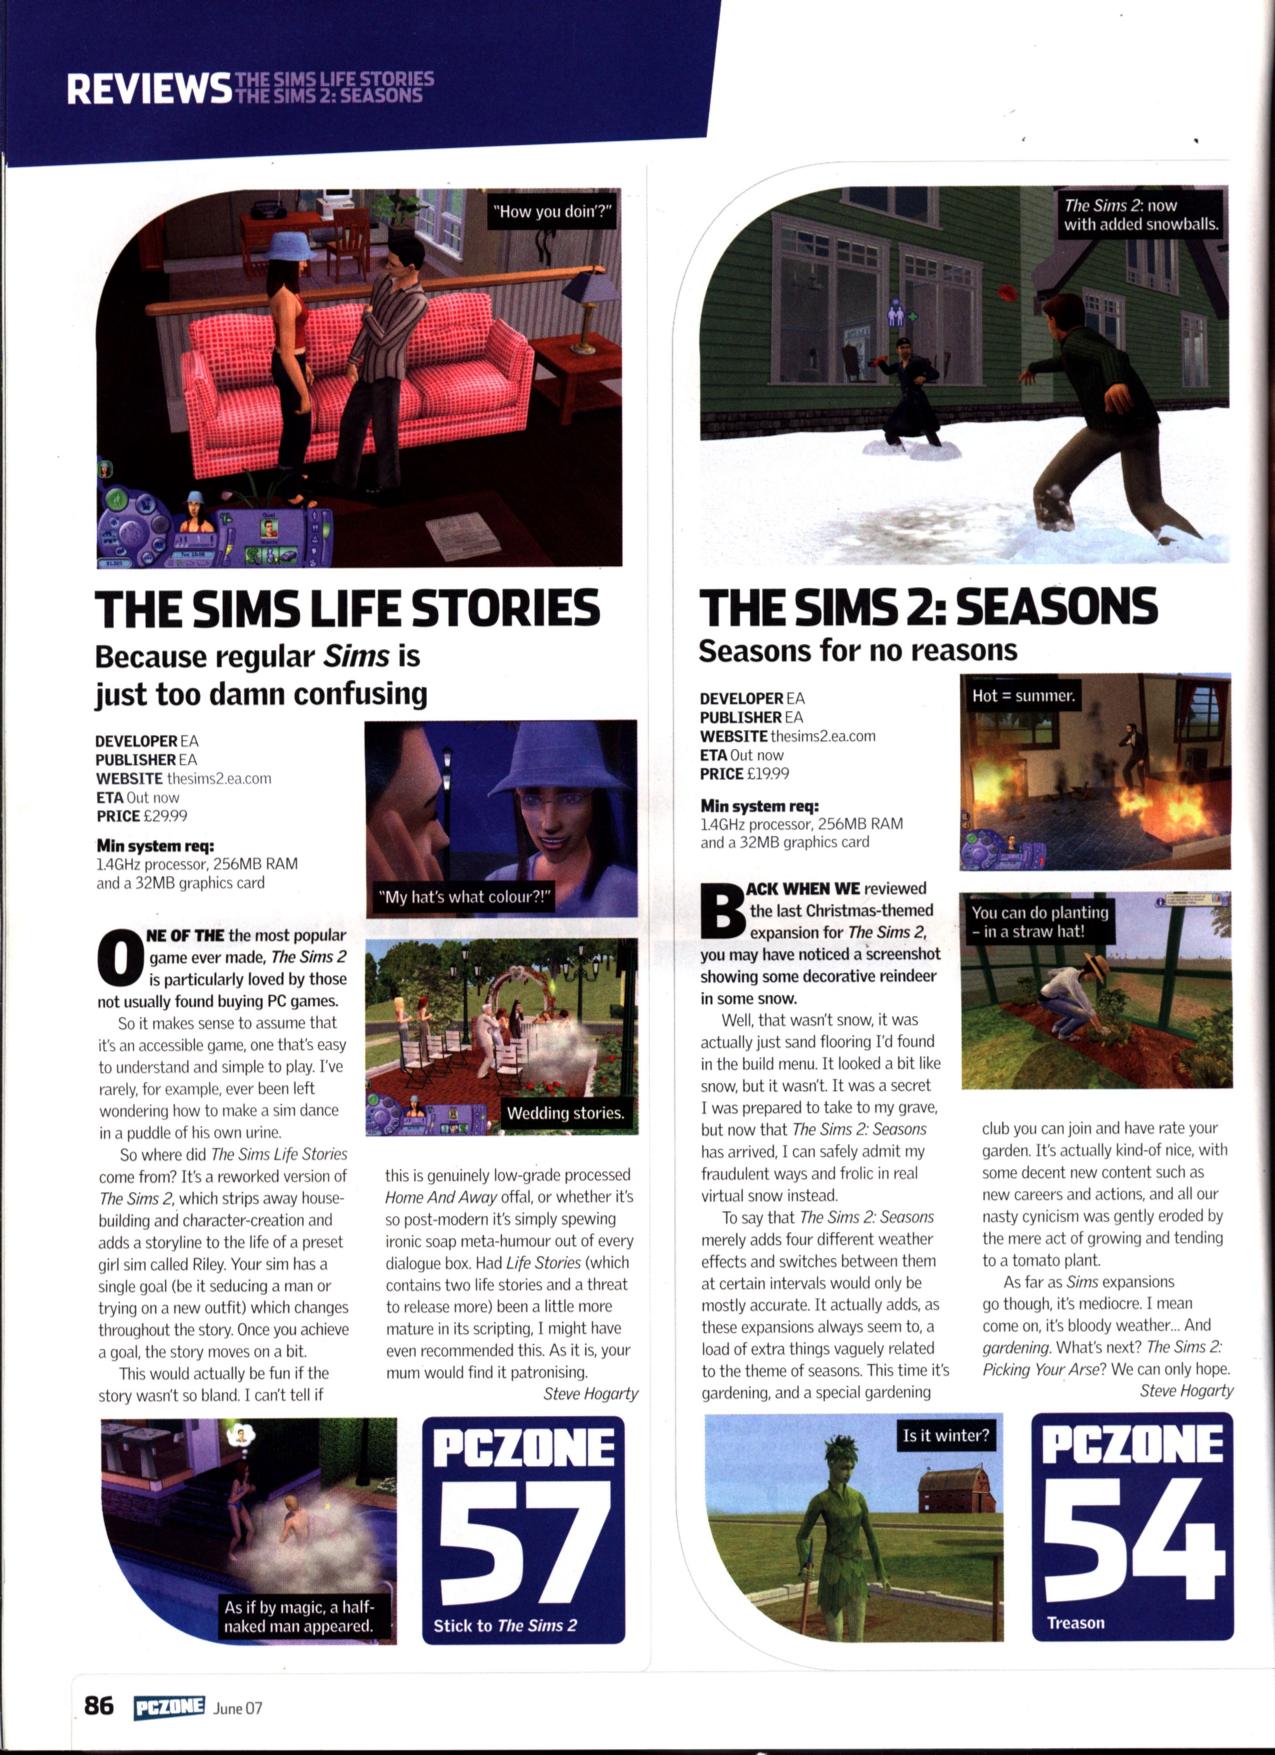 REVIEWS THE SIMS LIFE STORIES
THE SIMS 2: SEASONS
"How you doin'?"
THE SIMS LIFE STORIES
Because regular Sims is
just too damn confusing
DEVELOPER EA
PUBLISHER EA
WEBSITE thesims2.ea.com
ETA Out now
PRICE £29.99
Min system req:
1.4GHz processor, 256MB RAM
and a 32MB graphics card
"My hat's what colour?!"
Wedding stories.
ONE OF THE the most popular
game ever made, The Sims 2
is particularly loved by those
not usually found buying PC games.
So it makes sense to assume that
it's an accessible game, one that's easy
to understand and simple to play. I've
rarely, for example, ever been left
wondering how to make a sim dance
in a puddle of his own urine.
So where did The Sims Life Stories
come from? It's a reworked version of
The Sims 2, which strips away house-
building and character-creation and
adds a storyline to the life of a preset
girl sim called Riley. Your sim has a
single goal (be it seducing a man or
trying on a new outfit) which changes
throughout the story. Once you achieve
a goal, the story moves on a bit.
This would actually be fun if the
story wasn't so bland. I can't tell if
this is genuinely low-grade processed
Home And Away offal, or whether it's
so post-modern it's simply spewing
ironic soap meta-humour out of every
dialogue box. Had Life Stories (which
contains two life stories and a threat
to release more) been a little more
mature in its scripting, I might have
even recommended this. As it is, your
mum would find it patronising.
Steve Hogarty
As if by magic, a half-
naked man appeared.
PCZONE
57
Stick to The Sims 2
The Sims 2: now
with added snowballs.
THE SIMS 2: SEASONS
Seasons for no reasons
DEVELOPER EA
PUBLISHER EA
WEBSITE thesims2.ea.com
ETA Out now
PRICE £19.99
Min system req:
1.4GHz processor, 256MB RAM
and a 32MB graphics card
Hot = summer.
You can do planting
– in a straw hat!
BACK WHEN WE reviewed
the last Christmas-themed
expansion for The Sims 2,
you may have noticed a screenshot
showing some decorative reindeer
in some snow.
Well, that wasn't snow, it was
actually just sand flooring I'd found
in the build menu. It looked a bit like
snow, but it wasn't. It was a secret
I was prepared to take to my grave,
but now that The Sims 2: Seasons
has arrived, I can safely admit my
fraudulent ways and frolic in real
virtual snow instead.
To say that The Sims 2: Seasons
merely adds four different weather
effects and switches between them
at certain intervals would only be
mostly accurate. It actually adds, as
these expansions always seem to, a
load of extra things vaguely related
to the theme of seasons. This time it's
gardening, and a special gardening
club you can join and have rate your
garden. It's actually kind-of nice, with
some decent new content such as
new careers and actions, and all our
nasty cynicism was gently eroded by
the mere act of growing and tending
to a tomato plant.
As far as Sims expansions
go though, it's mediocre. I mean
come on, it's bloody weather... And
gardening. What's next? The Sims 2:
Picking Your Arse? We can only hope.
Steve Hogarty
Is it winter?
PCZONE
54
Treason
86 PCZONE June 07